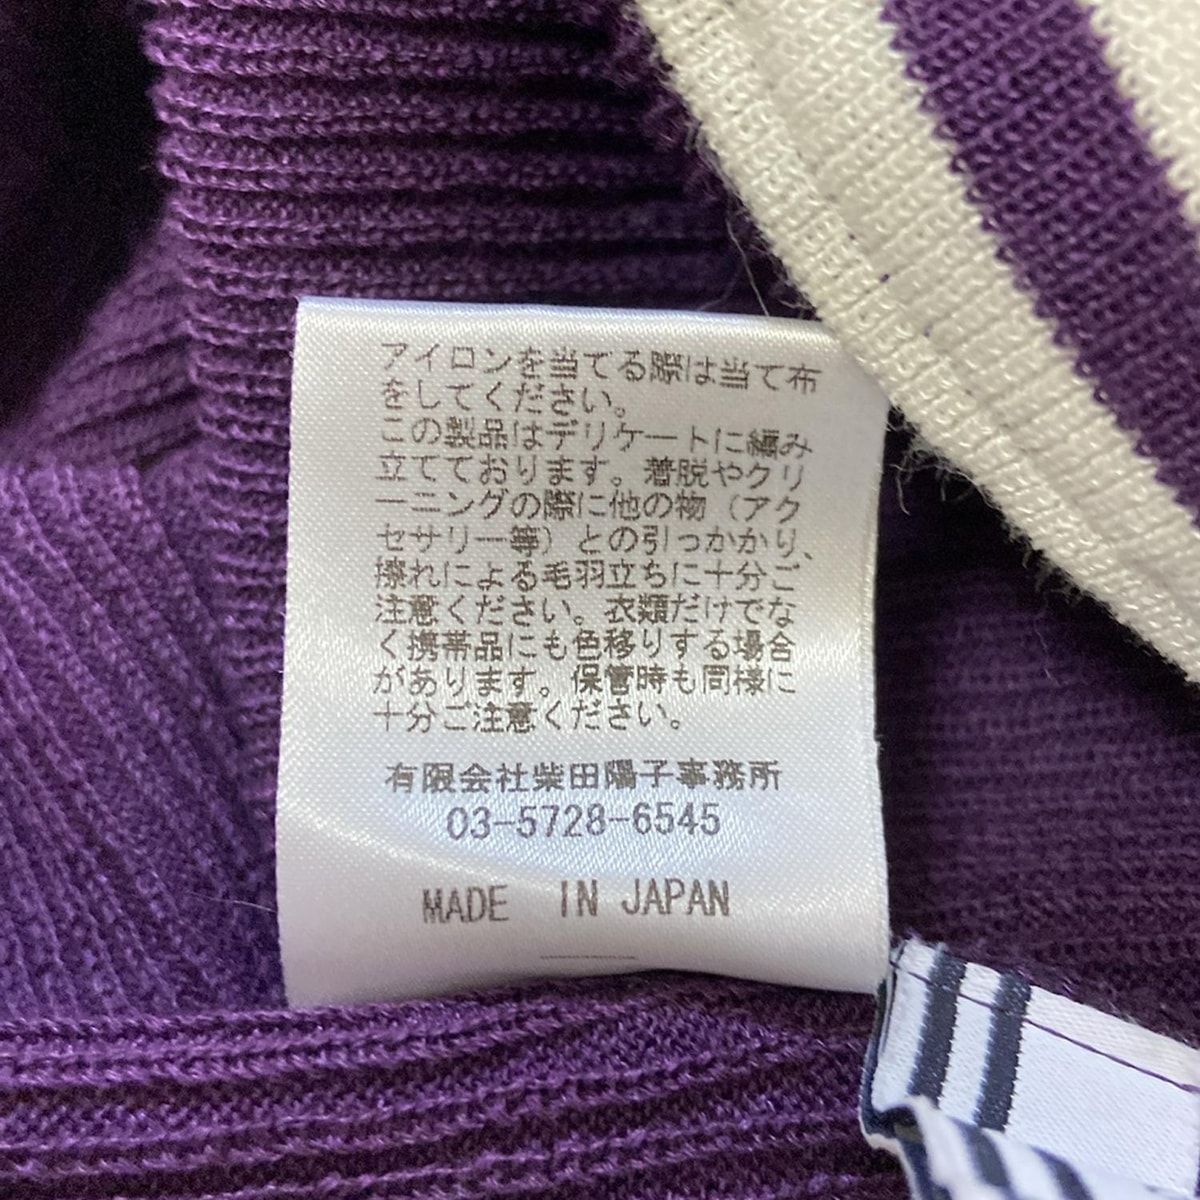 アイロンを当てる際は当て布
をしてください。
この製品はデリケートに編み
立てております。着脱やクリ
ーニングの際に他の物（アク
セサリー等）との引っかかり、
擦れによる毛羽立ちに十分ご
注意ください。衣類だけでな
く携帯品にも色移りする場合
があります。保管時も同様に
十分ご注意ください。
有限会社柴田陽子事務所
03-5728-6545
MADE IN JAPAN